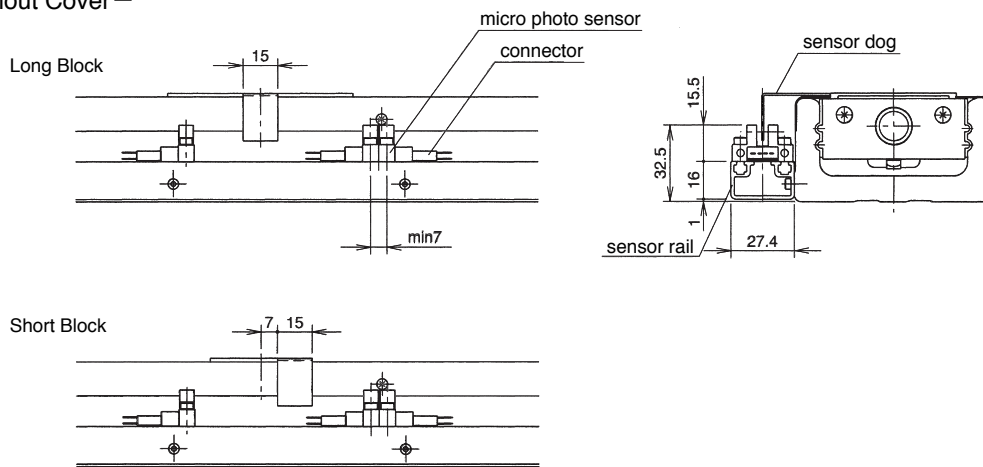 out Cover—
micro photo sensor
connector
sensor dog
Long Block
15
15.5
32.5
16
1
min7
sensor rail
27.4
Short Block
7 15